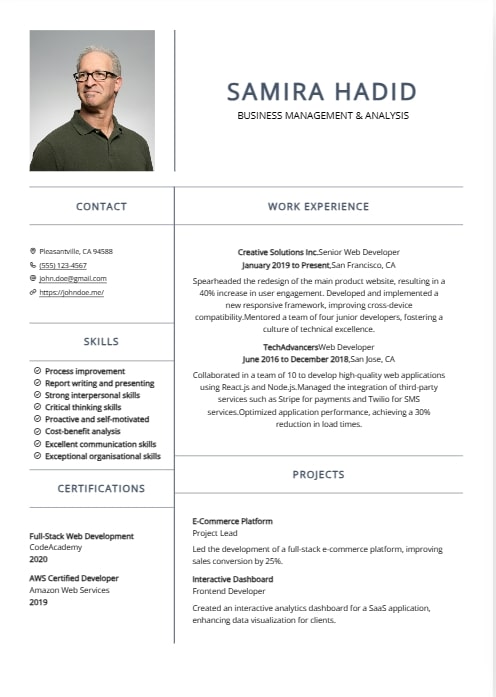 SAMIRA HADID
BUSINESS MANAGEMENT & ANALYSIS
CONTACT
Pleasantville, CA 94588
(555) 123-4567
john.doe@gmail.com
https://johndoe.me/
SKILLS
Process improvement
Report writing and presenting
Strong interpersonal skills
Critical thinking skills
Proactive and self-motivated
Cost-benefit analysis
Excellent communication skills
Exceptional organisational skills
CERTIFICATIONS
Full-Stack Web Development
CodeAcademy
2020
AWS Certified Developer
Amazon Web Services
2019
WORK EXPERIENCE
Creative Solutions Inc.Senior Web Developer
January 2019 to Present,San Francisco, CA
Spearheaded the redesign of the main product website, resulting in a
40% increase in user engagement. Developed and implemented a
new responsive framework, improving cross-device
compatibility.Mentored a team of four junior developers, fostering a
culture of technical excellence.
TechAdvancersWeb Developer
June 2016 to December 2018,San Jose, CA
Collaborated in a team of 10 to develop high-quality web applications
using React.js and Node.js.Managed the integration of third-party
services such as Stripe for payments and Twilio for SMS
services.Optimized application performance, achieving a 30%
reduction in load times.
PROJECTS
E-Commerce Platform
Project Lead
Led the development of a full-stack e-commerce platform, improving
sales conversion by 25%.
Interactive Dashboard
Frontend Developer
Created an interactive analytics dashboard for a SaaS application,
enhancing data visualization for clients.